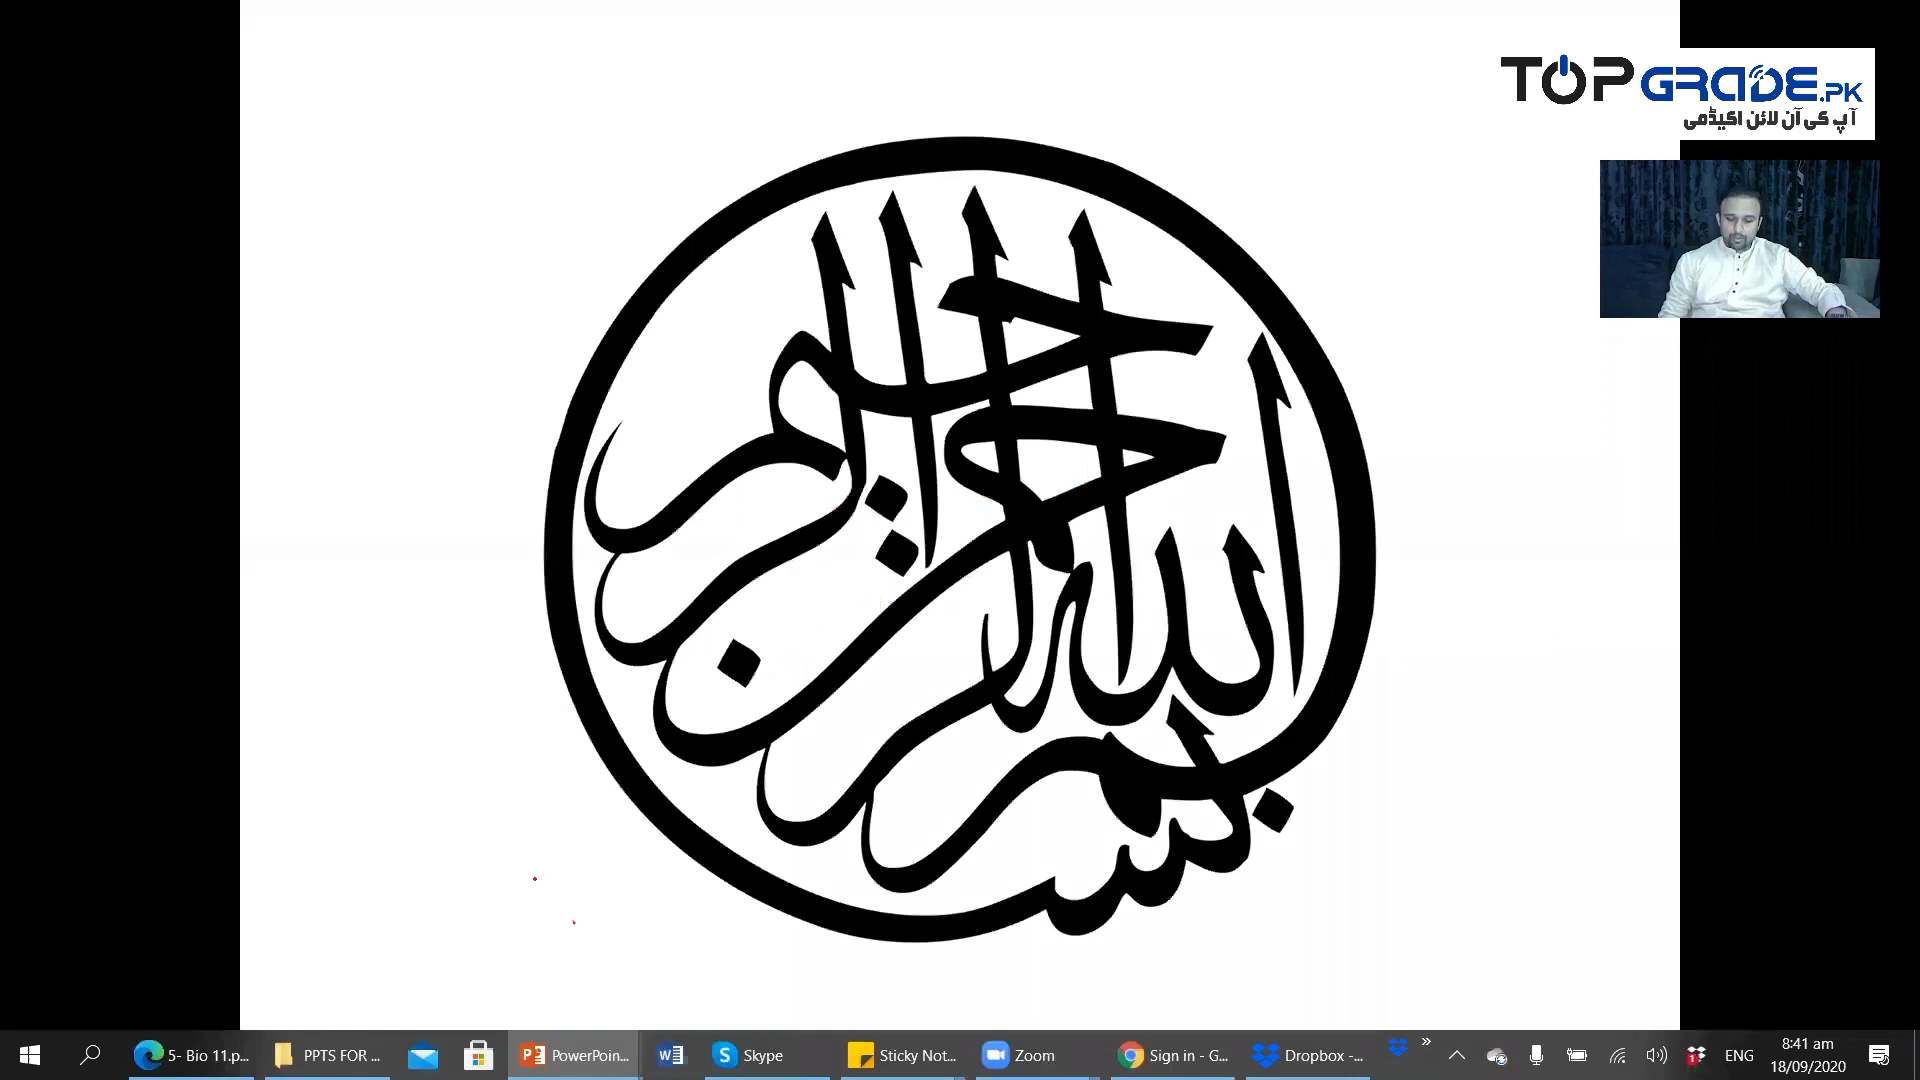 TOPGRADE.PK
آپ کی آن لائن اکیڈمی
بسم الله الرحمن الرحيم
5- Bio 11.p... PPTS FOR ... PowerPoin... Skype Sticky Not... Zoom Sign in - G... Dropbox -... » ENG 8:41 am
18/09/2020